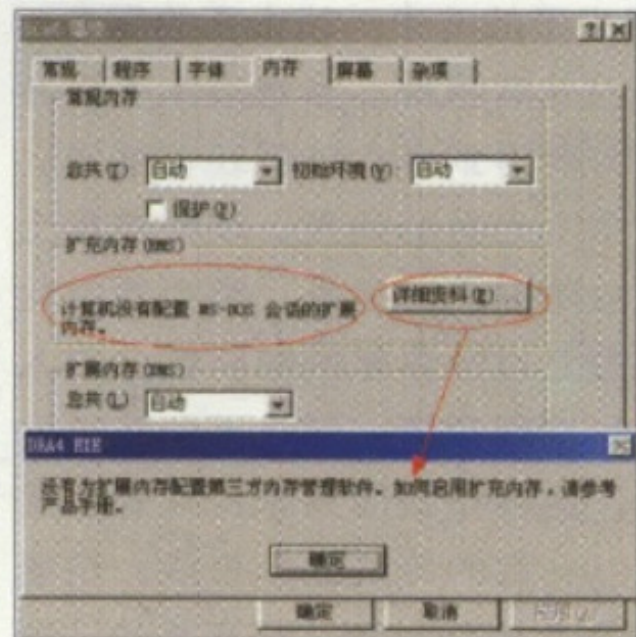 常规 程序 字体 内存 屏幕 杂项
常规内存
总共(T) 自动 初始环境(V): 自动
保护(P)
扩充内存(EMS)
计算机没有配置 MS-DOS 会话的扩展
内存。
详细资料(E)...
扩展内存(XMS)
总共(L) 自动
没有为扩展内存配置第三方内存管理软件。如何启用扩充内存，请参考
产品手册。
确定
确定 取消